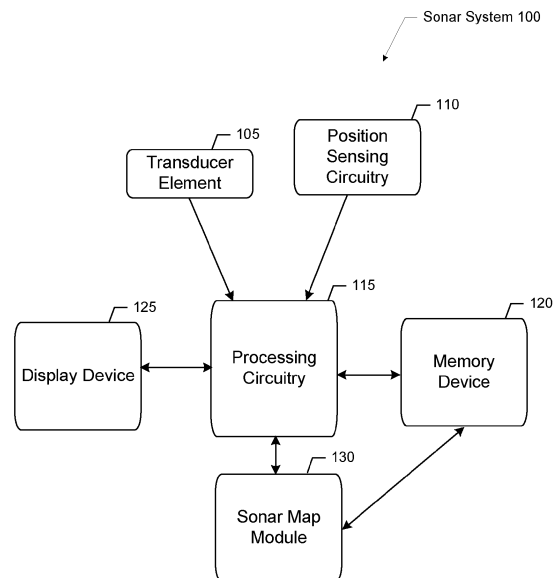 Sonar System 100
110
105
Position
Sensing
Circuitry
Transducer
Element
115
125
120
Display Device
Processing
Circuitry
Memory
Device
130
Sonar Map
Module